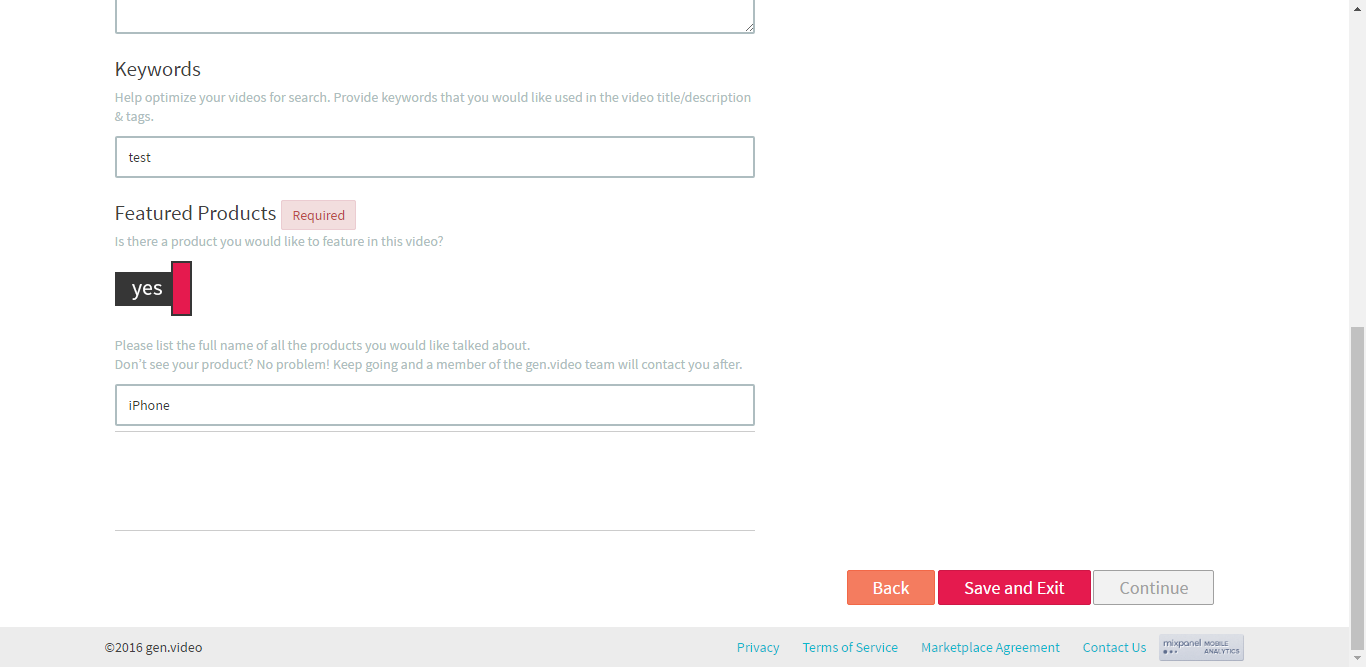 Keywords
Help optimize your videos for search. Provide keywords that you would like used in the video title/description
& tags.
test
Featured Products Required
Is there a product you would like to feature in this video?
yes
Please list the full name of all the products you would like talked about.
Don't see your product? No problem! Keep going and a member of the gen.video team will contact you after.
iPhone
Back Save and Exit Continue
©2016 gen.video Privacy Terms of Service Marketplace Agreement Contact Us mixpanel MOBILE
ANALYTICS